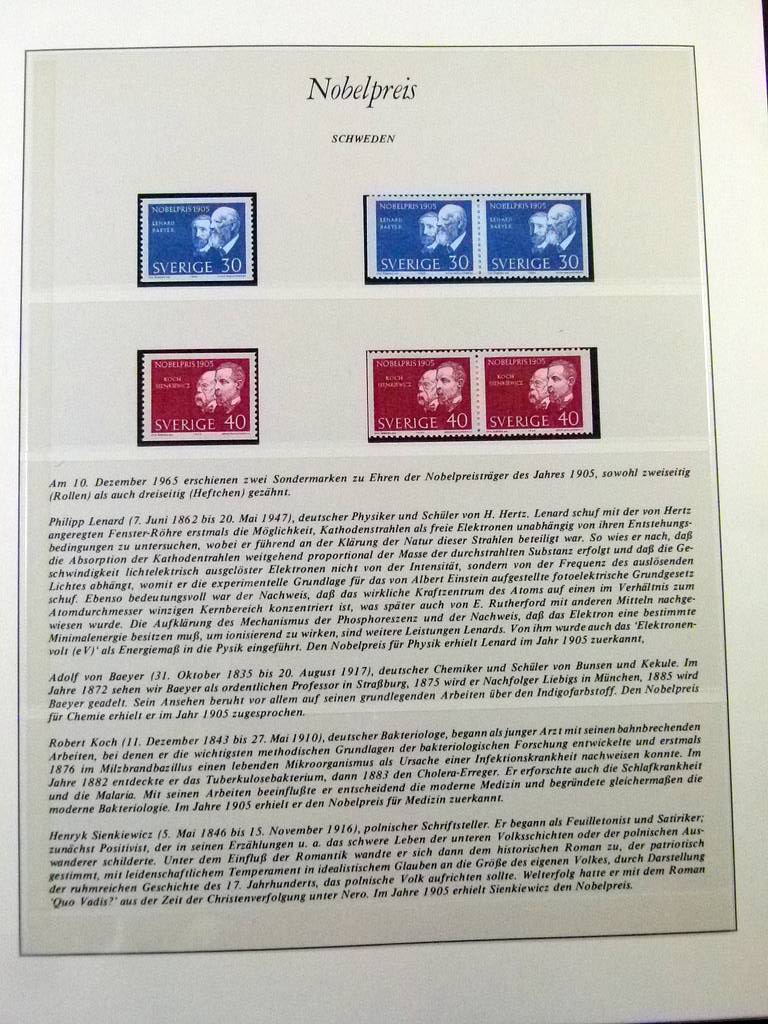 Nobelpreis
SCHWEDEN
NOBELPRIS 1905
LENARD
BAEYER
SVERIGE 30
NOBELPRIS 1905
LENARD
BAEYER
SVERIGE 30
NOBELPRIS 1905
LENARD
BAEYER
SVERIGE 30
NOBELPRIS 1905
KOCH
SIENKIEWICZ
SVERIGE 40
NOBELPRIS 1905
KOCH
SIENKIEWICZ
SVERIGE 40
NOBELPRIS 1905
KOCH
SIENKIEWICZ
SVERIGE 40
Am 10. Dezember 1965 erschienen zwei Sondermarken zu Ehren der Nobelpreisträger des Jahres 1905, sowohl zweiseitig
(Rollen) als auch dreiseitig (Heftchen) gezähnt.
Philipp Lenard (7. Juni 1862 bis 20. Mai 1947), deutscher Physiker und Schüler von H. Hertz. Lenard schuf mit der von Hertz
angeregten Fenster-Röhre erstmals die Möglichkeit, Kathodenstrahlen als freie Elektronen unabhängig von ihren Entstehungs-
bedingungen zu untersuchen, wobei er führend an der Klärung der Natur dieser Strahlen beteiligt war. So wies er nach, daß
die Absorption der Kathodentrahlen weitgehend proportional der Masse der durchstrahlten Substanz erfolgt und daß die Ge-
schwindigkeit lichtelektrisch ausgelöster Elektronen nicht von der Intensität, sondern von der Frequenz des auslösenden
Lichtes abhängt, womit er die experimentelle Grundlage für das von Albert Einstein aufgestellte fotoelektrische Grundgesetz
schuf. Ebenso bedeutungsvoll war der Nachweis, daß das wirkliche Kraftzentrum des Atoms auf einen im Verhältnis zum
Atomdurchmesser winzigen Kernbereich konzentriert ist, was später auch von E. Rutherford mit anderen Mitteln nachge-
wiesen wurde. Die Aufklärung des Mechanismus der Phosphoreszenz und der Nachweis, daß das Elektron eine bestimmte
Minimalenergie besitzen muß, um ionisierend zu wirken, sind weitere Leistungen Lenards. Von ihm wurde auch das 'Elektronen-
volt (eV)' als Energiemaß in die Pysik eingeführt. Den Nobelpreis für Physik erhielt Lenard im Jahr 1905 zuerkannt,
Adolf von Baeyer (31. Oktober 1835 bis 20. August 1917), deutscher Chemiker und Schüler von Bunsen und Kekule. Im
Jahre 1872 sehen wir Baeyer als ordentlichen Professor in Straßburg, 1875 wird er Nachfolger Liebigs in München, 1885 wird
Baeyer geadelt. Sein Ansehen beruht vor allem auf seinen grundlegenden Arbeiten über den Indigofarbstoff. Den Nobelpreis
für Chemie erhielt er im Jahr 1905 zugesprochen.
Robert Koch (11. Dezember 1843 bis 27. Mai 1910), deutscher Bakteriologe, begann als junger Arzt mit seinen bahnbrechenden
Arbeiten, bei denen er die wichtigsten methodischen Grundlagen der bakteriologischen Forschung entwickelte und erstmals
1876 im Milzbrandbazillus einen lebenden Mikroorganismus als Ursache einer Infektionskrankheit nachweisen konnte. Im
Jahre 1882 entdeckte er das Tuberkulosebakterium, dann 1883 den Cholera-Erreger. Er erforschte auch die Schlafkrankheit
und die Malaria. Mit seinen Arbeiten beeinflußte er entscheidend die moderne Medizin und begründete gleichermaßen die
moderne Bakteriologie. Im Jahre 1905 erhielt er den Nobelpreis für Medizin zuerkannt.
Henryk Sienkiewicz (5. Mai 1846 bis 15. November 1916), polnischer Schriftsteller. Er begann als Feuilletonist und Satiriker;
zunächst Positivist, der in seinen Erzählungen u. a. das schwere Leben der unteren Volksschichten oder der polnischen Aus-
wanderer schilderte. Unter dem Einfluß der Romantik wandte er sich dann dem historischen Roman zu, der patriotisch
gestimmt, mit leidenschaftlichem Temperament in idealistischem Glauben an die Größe des eigenen Volkes, durch Darstellung
der ruhmreichen Geschichte des 17. Jahrhunderts, das polnische Volk aufrichten sollte. Welterfolg hatte er mit dem Roman
'Quo Vadis?' aus der Zeit der Christenverfolgung unter Nero. Im Jahre 1905 erhielt Sienkiewicz den Nobelpreis.